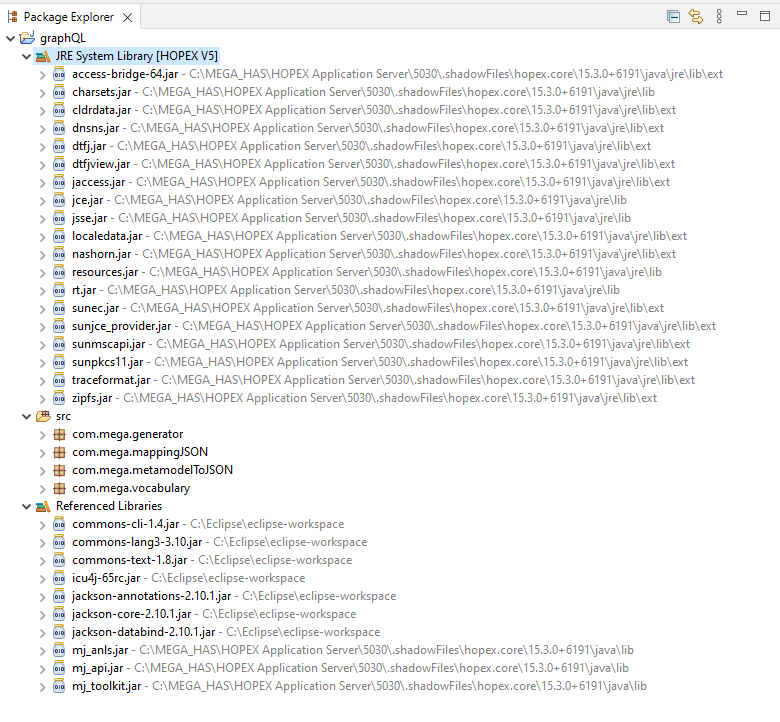 Package Explorer
graphQL
JRE System Library [HOPEX V5]
access-bridge-64.jar - C:\MEGA_HAS\HOPEX Application Server\5030\.shadowFiles\hopex.core\15.3.0+6191\java\jre\lib\ext
charsets.jar - C:\MEGA_HAS\HOPEX Application Server\5030\.shadowFiles\hopex.core\15.3.0+6191\java\jre\lib
cldrdata.jar - C:\MEGA_HAS\HOPEX Application Server\5030\.shadowFiles\hopex.core\15.3.0+6191\java\jre\lib\ext
dnsns.jar - C:\MEGA_HAS\HOPEX Application Server\5030\.shadowFiles\hopex.core\15.3.0+6191\java\jre\lib\ext
dtfj.jar - C:\MEGA_HAS\HOPEX Application Server\5030\.shadowFiles\hopex.core\15.3.0+6191\java\jre\lib\ext
dtfjview.jar - C:\MEGA_HAS\HOPEX Application Server\5030\.shadowFiles\hopex.core\15.3.0+6191\java\jre\lib\ext
jaccess.jar - C:\MEGA_HAS\HOPEX Application Server\5030\.shadowFiles\hopex.core\15.3.0+6191\java\jre\lib\ext
jce.jar - C:\MEGA_HAS\HOPEX Application Server\5030\.shadowFiles\hopex.core\15.3.0+6191\java\jre\lib
jsse.jar - C:\MEGA_HAS\HOPEX Application Server\5030\.shadowFiles\hopex.core\15.3.0+6191\java\jre\lib
localedata.jar - C:\MEGA_HAS\HOPEX Application Server\5030\.shadowFiles\hopex.core\15.3.0+6191\java\jre\lib\ext
nashorn.jar - C:\MEGA_HAS\HOPEX Application Server\5030\.shadowFiles\hopex.core\15.3.0+6191\java\jre\lib\ext
resources.jar - C:\MEGA_HAS\HOPEX Application Server\5030\.shadowFiles\hopex.core\15.3.0+6191\java\jre\lib
rt.jar - C:\MEGA_HAS\HOPEX Application Server\5030\.shadowFiles\hopex.core\15.3.0+6191\java\jre\lib
sunec.jar - C:\MEGA_HAS\HOPEX Application Server\5030\.shadowFiles\hopex.core\15.3.0+6191\java\jre\lib\ext
sunjce_provider.jar - C:\MEGA_HAS\HOPEX Application Server\5030\.shadowFiles\hopex.core\15.3.0+6191\java\jre\lib\ext
sunmscapi.jar - C:\MEGA_HAS\HOPEX Application Server\5030\.shadowFiles\hopex.core\15.3.0+6191\java\jre\lib\ext
sunpkcs11.jar - C:\MEGA_HAS\HOPEX Application Server\5030\.shadowFiles\hopex.core\15.3.0+6191\java\jre\lib\ext
traceformat.jar - C:\MEGA_HAS\HOPEX Application Server\5030\.shadowFiles\hopex.core\15.3.0+6191\java\jre\lib\ext
zipfs.jar - C:\MEGA_HAS\HOPEX Application Server\5030\.shadowFiles\hopex.core\15.3.0+6191\java\jre\lib\ext
src
com.mega.generator
com.mega.mappingJSON
com.mega.metamodelToJSON
com.mega.vocabulary
Referenced Libraries
commons-cli-1.4.jar - C:\Eclipse\eclipse-workspace
commons-lang3-3.10.jar - C:\Eclipse\eclipse-workspace
commons-text-1.8.jar - C:\Eclipse\eclipse-workspace
icu4j-65rc.jar - C:\Eclipse\eclipse-workspace
jackson-annotations-2.10.1.jar - C:\Eclipse\eclipse-workspace
jackson-core-2.10.1.jar - C:\Eclipse\eclipse-workspace
jackson-databind-2.10.1.jar - C:\Eclipse\eclipse-workspace
mj_anls.jar - C:\MEGA_HAS\HOPEX Application Server\5030\.shadowFiles\hopex.core\15.3.0+6191\java\lib
mj_api.jar - C:\MEGA_HAS\HOPEX Application Server\5030\.shadowFiles\hopex.core\15.3.0+6191\java\lib
mj_toolkit.jar - C:\MEGA_HAS\HOPEX Application Server\5030\.shadowFiles\hopex.core\15.3.0+6191\java\lib